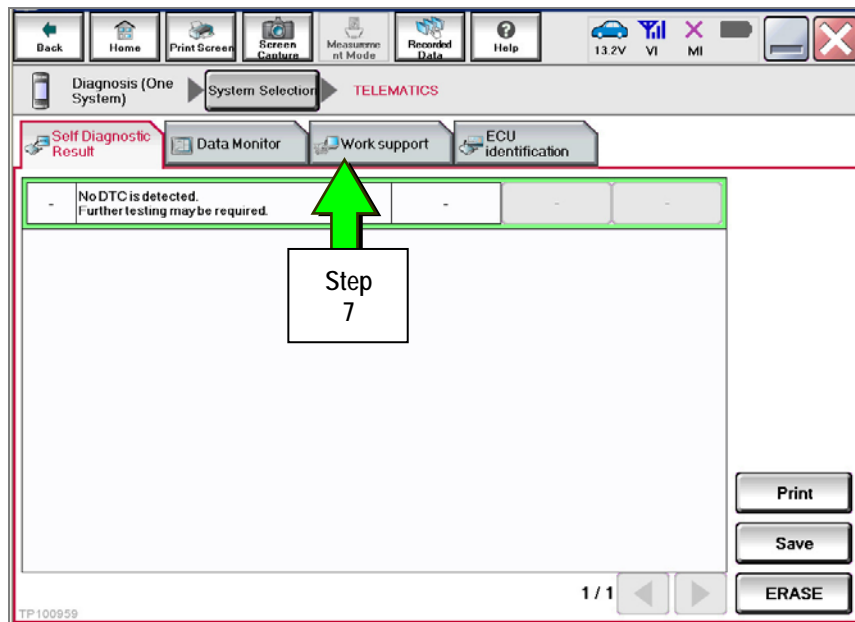 Back
Home
Print Screen
Screen
Capture
Measureme
nt Mode
Recorded
Data
Help
13.2V
VI
MI
Diagnosis (One
System)
System Selection
TELEMATICS
Self Diagnostic
Result
Data Monitor
Work support
ECU
identification
-
No DTC is detected.
Further testing may be required.
-
-
-
Step
7
Print
Save
1 / 1
ERASE
TP100959